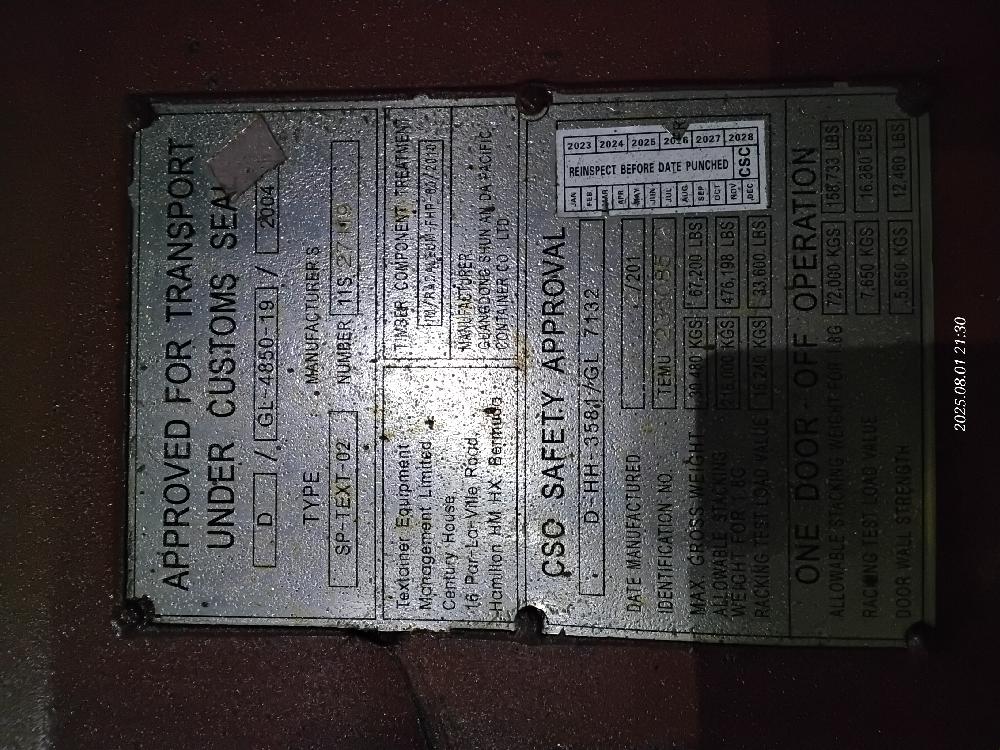 APPROVED FOR TRANSPORT
UNDER CUSTOMS SEAL
D / GL-4850-19 / 2004
TYPE
MANUFACTURER'S
SP-TEXT-02
NUMBER 11S
Textainer Equipment
Management Limited
Century House
16 Par-La-Ville Road
Hamilton HM HX, Bermuda
TIMBER COMPONENT TREATMENT
MANUFACTURER
GUANGDONG SHUN AN DA PACIFIC
CONTAINER CO. LTD.
CSC SAFETY APPROVAL
2023 2024 2025 2026 2027 2028
REINSPECT BEFORE DATE PUNCHED
CSC
JAN FEB MAR APR MAY JUN JUL AUG SEP OCT NOV DEC
D-HH-3581/GL 7132
DATE MANUFACTURED /201
IDENTIFICATION NO. TEMU
MAX. GROSS WEIGHT 30,480 KGS 67,200 LBS
ALLOWABLE STACKING
WEIGHT FOR 1.8G 216,000 KGS 476,198 LBS
RACKING TEST LOAD VALUE 15,240 KGS 33,600 LBS
ONE DOOR-OFF OPERATION
ALLOWABLE STACKING WEIGHT FOR 1.8G 72,000 KGS 158,733 LBS
RACKING TEST LOAD VALUE 7,650 KGS LBS
DOOR WALL STRENGTH 5,650 KGS 12,460 LBS
2025.08.01 21:30